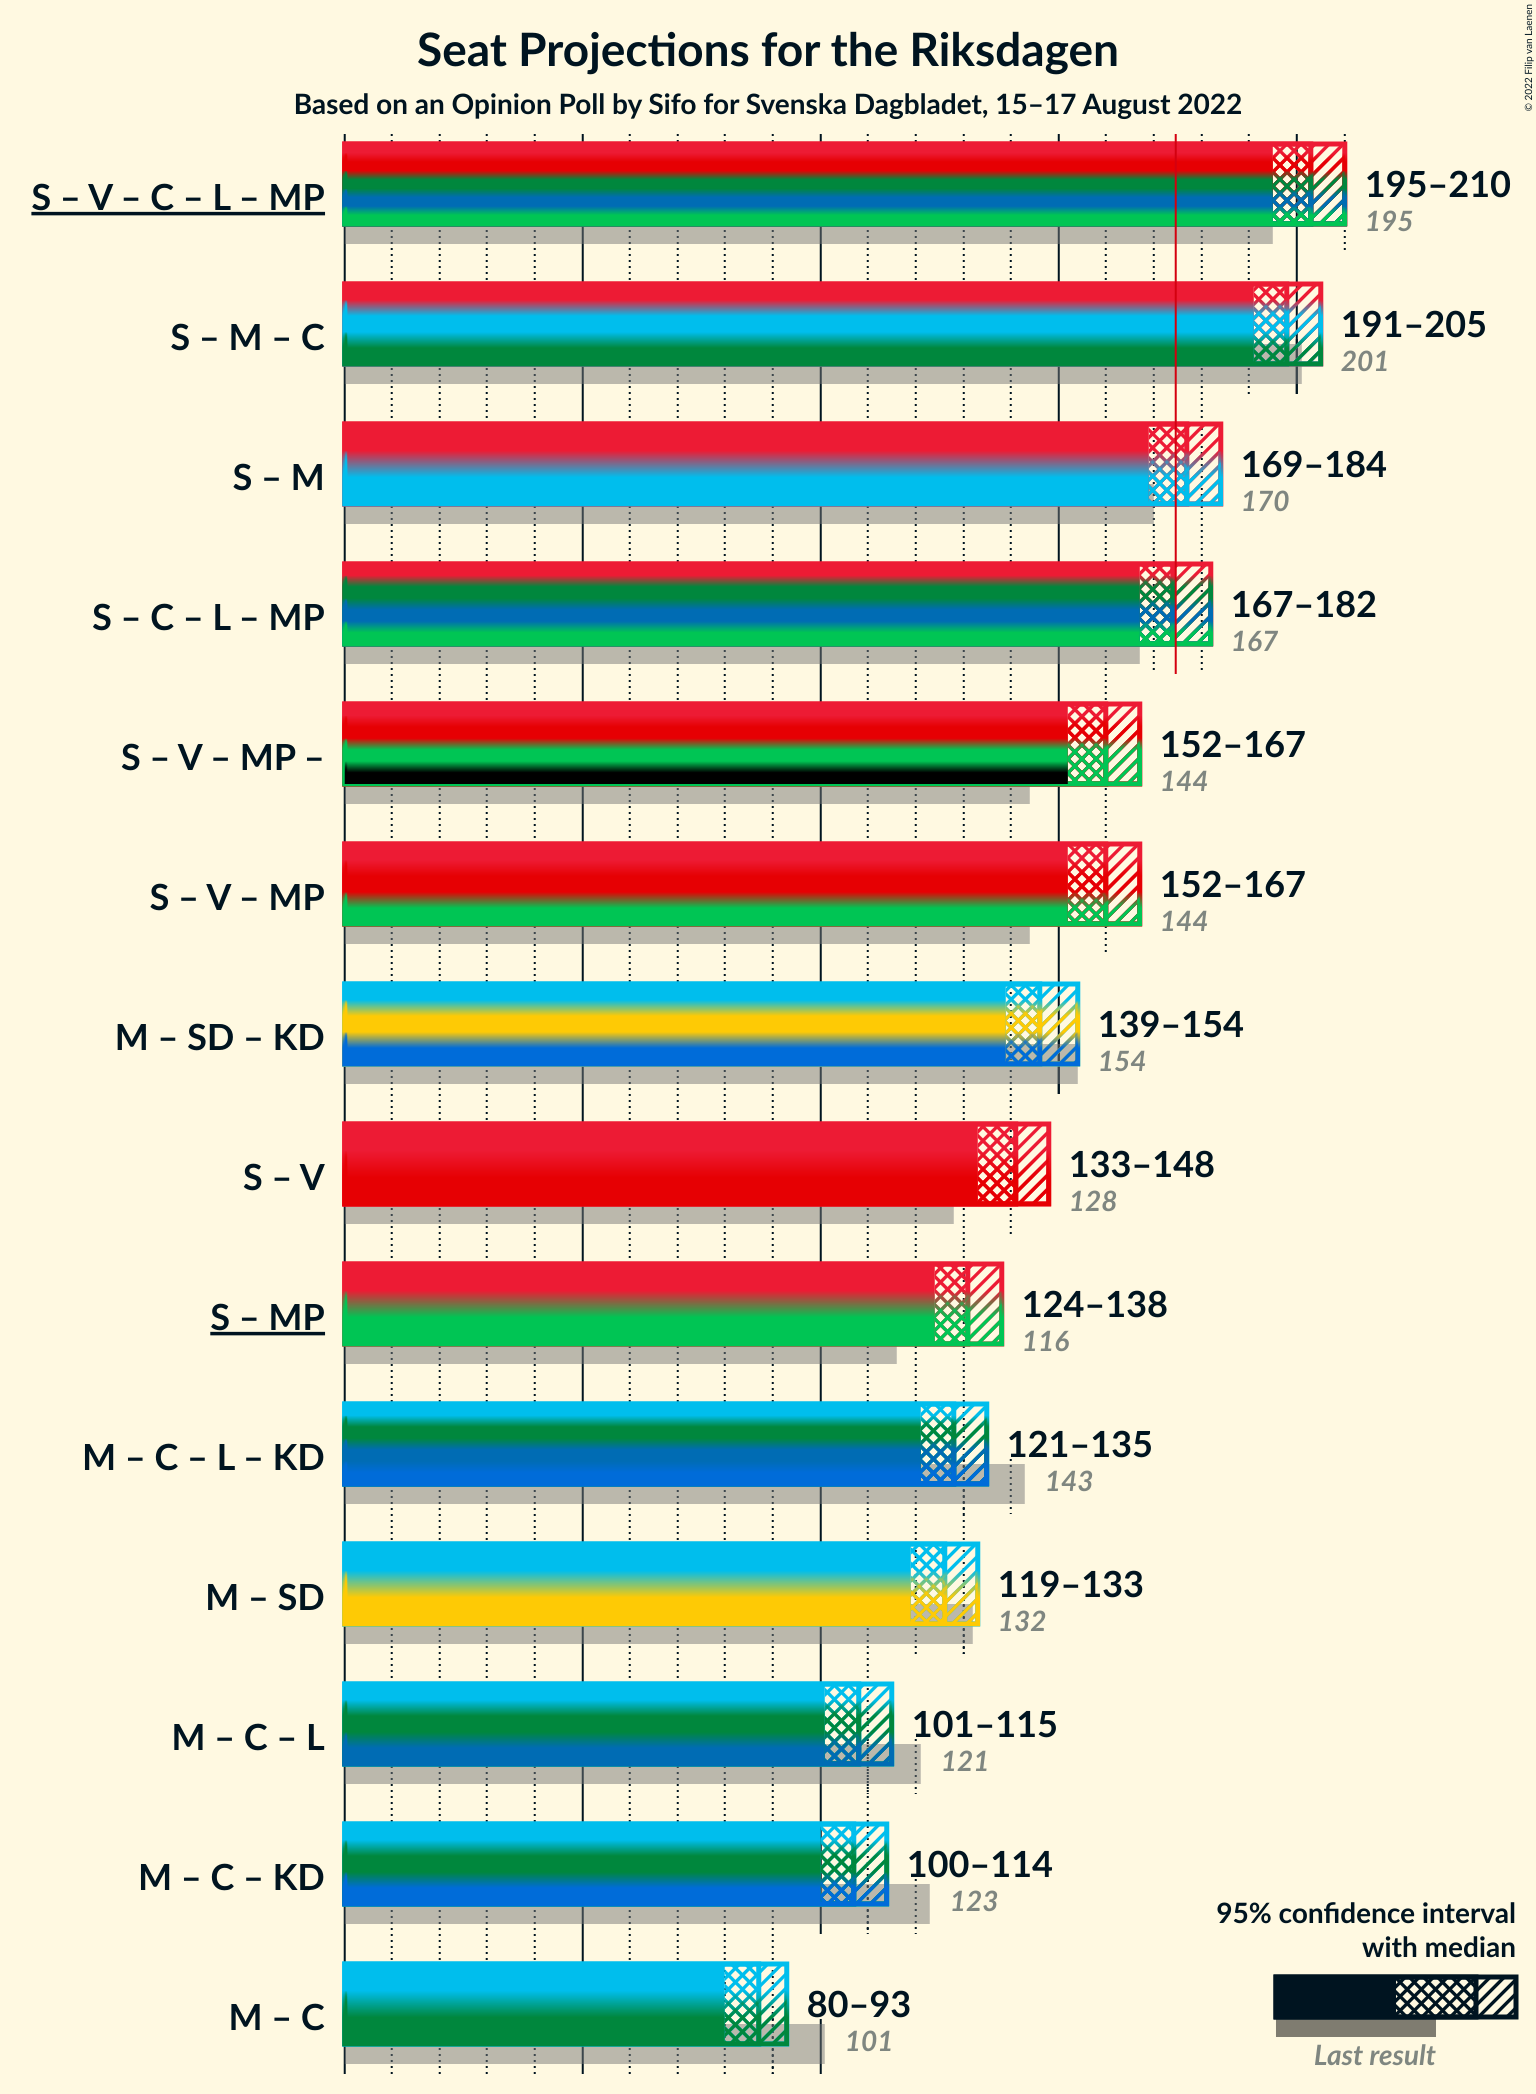 Seat Projections for the Riksdagen
Based on an Opinion Poll by Sifo for Svenska Dagbladet, 15–17 August 2022
© 2022 Filip van Laenen
S – V – C – L – MP
195–210
195
S – M – C
191–205
201
S – M
169–184
170
S – C – L – MP
167–182
167
S – V – MP –
152–167
144
S – V – MP
152–167
144
M – SD – KD
139–154
154
S – V
133–148
128
S – MP
124–138
116
M – C – L – KD
121–135
143
M – SD
119–133
132
M – C – L
101–115
121
M – C – KD
100–114
123
M – C
80–93
101
95% confidence interval
with median
Last result